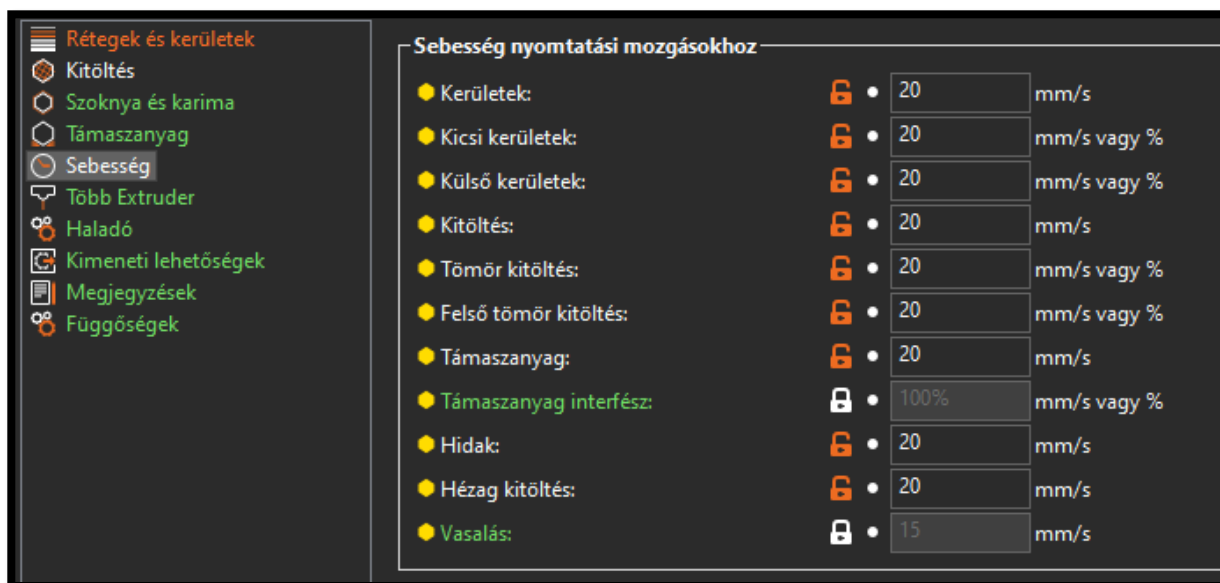 Rétegek és kerületek
Kitöltés
Szoknya és karima
Támaszanyag
Sebesség
Több Extruder
Haladó
Kimeneti lehetőségek
Megjegyzések
Függőségek
Sebesség nyomtatási mozgásokhoz
Kerületek: 20 mm/s
Kicsi kerületek: 20 mm/s vagy %
Külső kerületek: 20 mm/s vagy %
Kitöltés: 20 mm/s
Tömör kitöltés: 20 mm/s vagy %
Felső tömör kitöltés: 20 mm/s vagy %
Támaszanyag: 20 mm/s
Támaszanyag interfész: 100% mm/s vagy %
Hidak: 20 mm/s
Hézag kitöltés: 20 mm/s
Vasalás: 15 mm/s